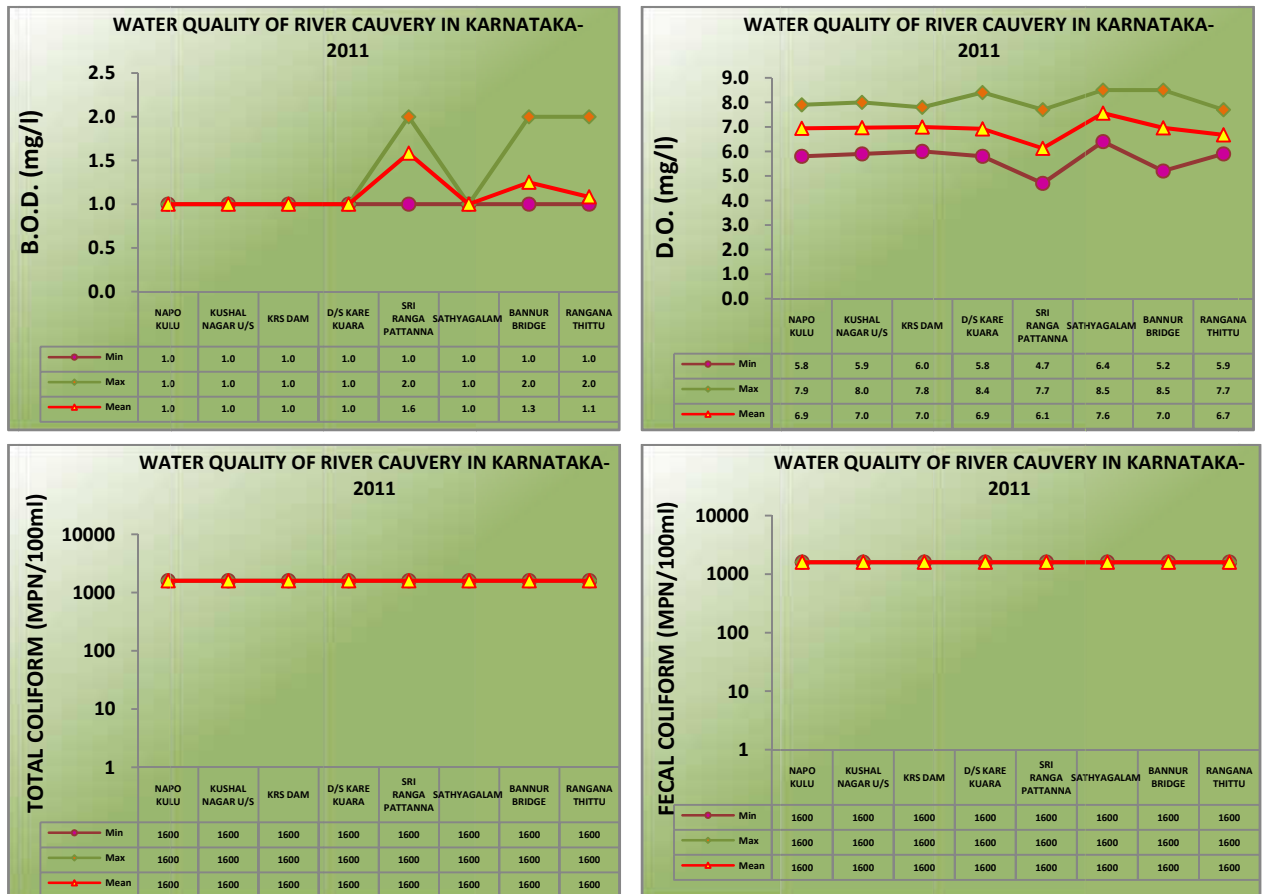 WATER QUALITY OF RIVER CAUVERY IN KARNATAKA-
2011
B.O.D. (mg/l)
2.5
2.0
1.5
1.0
0.5
0.0
NAPO KUSHAL KRS DAM D/S KARE SRI SATHYAGALAM BANNUR RANGANA
KULU NAGAR U/S KUARA RANGA BRIDGE THITTU
PATTANNA
Min 1.0 1.0 1.0 1.0 1.0 1.0 1.0 1.0
Max 1.0 1.0 1.0 1.0 2.0 1.0 2.0 2.0
Mean 1.0 1.0 1.0 1.0 1.6 1.0 1.3 1.1
WATER QUALITY OF RIVER CAUVERY IN KARNATAKA-
2011
D.O. (mg/l)
9.0
8.0
7.0
6.0
5.0
4.0
3.0
2.0
1.0
0.0
NAPO KUSHAL KRS DAM D/S KARE SRI SATHYAGALAM BANNUR RANGANA
KULU NAGAR U/S KUARA RANGA BRIDGE THITTU
PATTANNA
Min 5.8 5.9 6.0 5.8 4.7 6.4 5.2 5.9
Max 7.9 8.0 7.8 8.4 7.7 8.5 8.5 7.7
Mean 6.9 7.0 7.0 6.9 6.1 7.6 7.0 6.7
WATER QUALITY OF RIVER CAUVERY IN KARNATAKA-
2011
TOTAL COLIFORM (MPN/100ml)
10000
1000
100
10
1
NAPO KUSHAL KRS DAM D/S KARE SRI SATHYAGALAM BANNUR RANGANA
KULU NAGAR U/S KUARA RANGA BRIDGE THITTU
PATTANNA
Min 1600 1600 1600 1600 1600 1600 1600 1600
Max 1600 1600 1600 1600 1600 1600 1600 1600
Mean 1600 1600 1600 1600 1600 1600 1600 1600
WATER QUALITY OF RIVER CAUVERY IN KARNATAKA-
2011
FECAL COLIFORM (MPN/100ml)
10000
1000
100
10
1
NAPO KUSHAL KRS DAM D/S KARE SRI SATHYAGALAM BANNUR RANGANA
KULU NAGAR U/S KUARA RANGA BRIDGE THITTU
PATTANNA
Min 1600 1600 1600 1600 1600 1600 1600 1600
Max 1600 1600 1600 1600 1600 1600 1600 1600
Mean 1600 1600 1600 1600 1600 1600 1600 1600